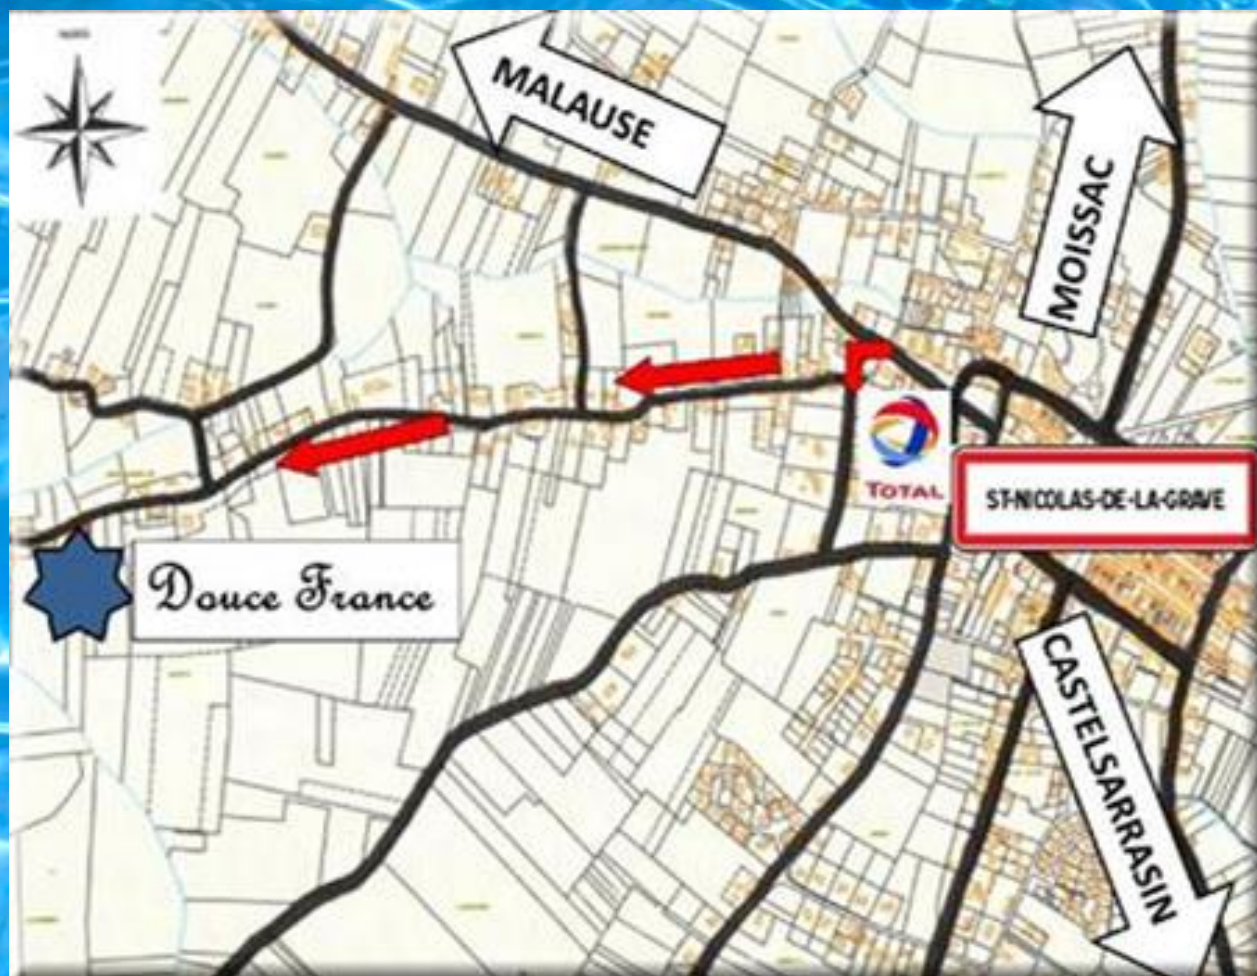 MALAUSE
MOISSAC
TOTAL
ST-NICOLAS-DE-LA-GRAVE
Douce France
CASTELSARRASIN